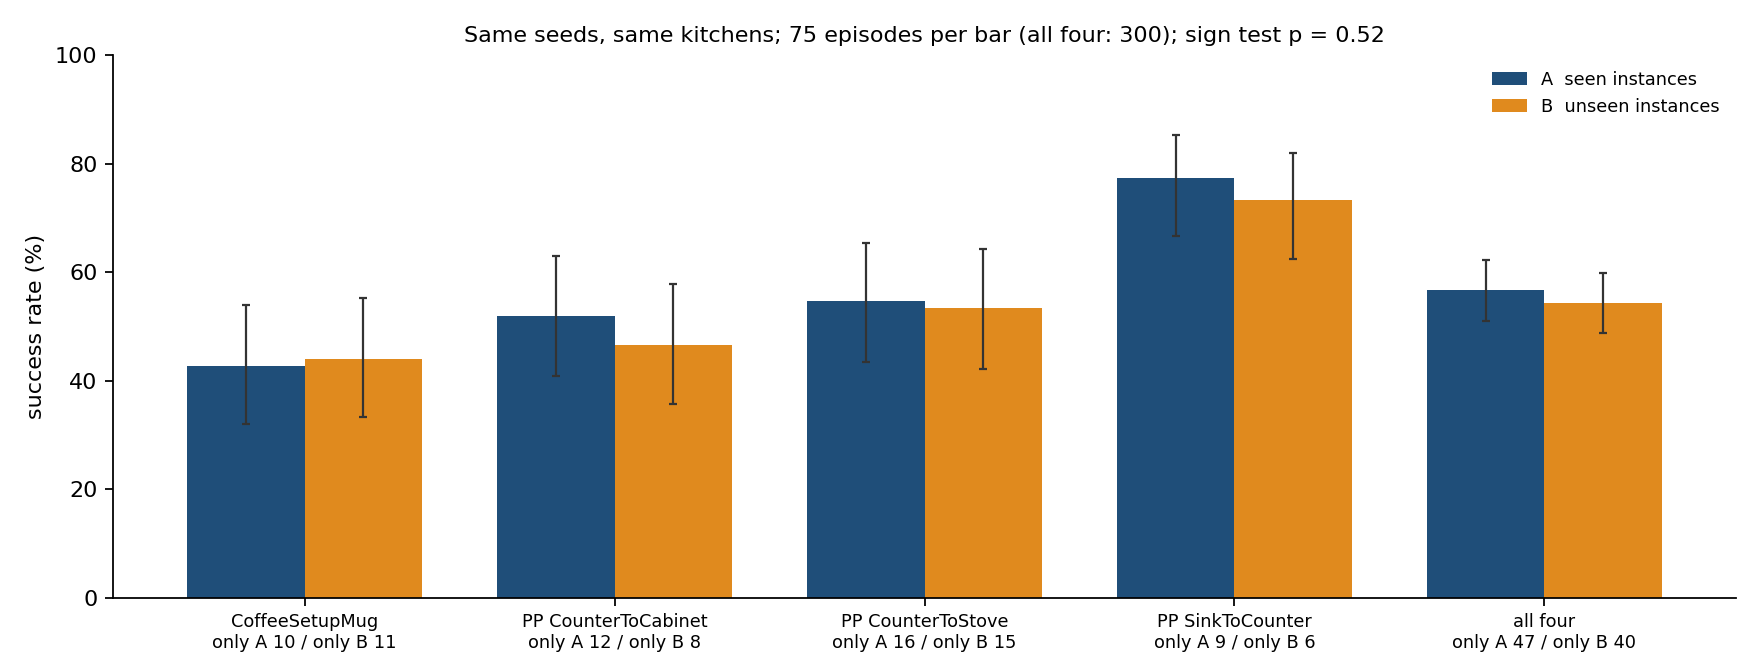 Same seeds, same kitchens; 75 episodes per bar (all four: 300); sign test p = 0.52
A seen instances
B unseen instances
success rate (%)
100
80
60
40
20
0
CoffeeSetupMug
only A 10 / only B 11
PP CounterToCabinet
only A 12 / only B 8
PP CounterToStove
only A 16 / only B 15
PP SinkToCounter
only A 9 / only B 6
all four
only A 47 / only B 40